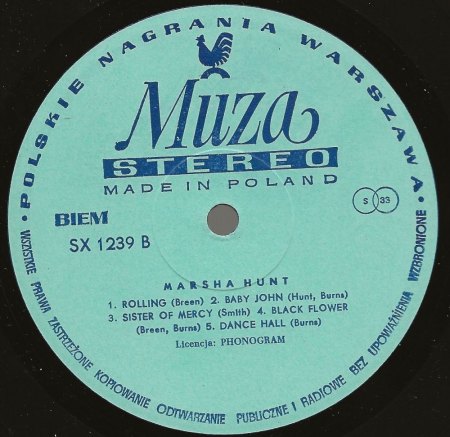 • POLSKIE NAGRANIA WARSZAWA •
Muza
STEREO
MADE IN POLAND
BIEM
S 33
SX 1239 B
MARSHA HUNT
1. ROLLING (Breen) 2. BABY JOHN (Hunt, Burns)
3. SISTER OF MERCY (Smith) 4. BLACK FLOWER
(Breen, Burns) 5. DANCE HALL (Burns)
Licencja: PHONOGRAM
WSZYSTKIE PRAWA ZASTRZEŻONE KOPIOWANIE ODTWARZANIE PUBLICZNE I RADIOWE BEZ UPOWAŻNIENIA WZBRONIONE